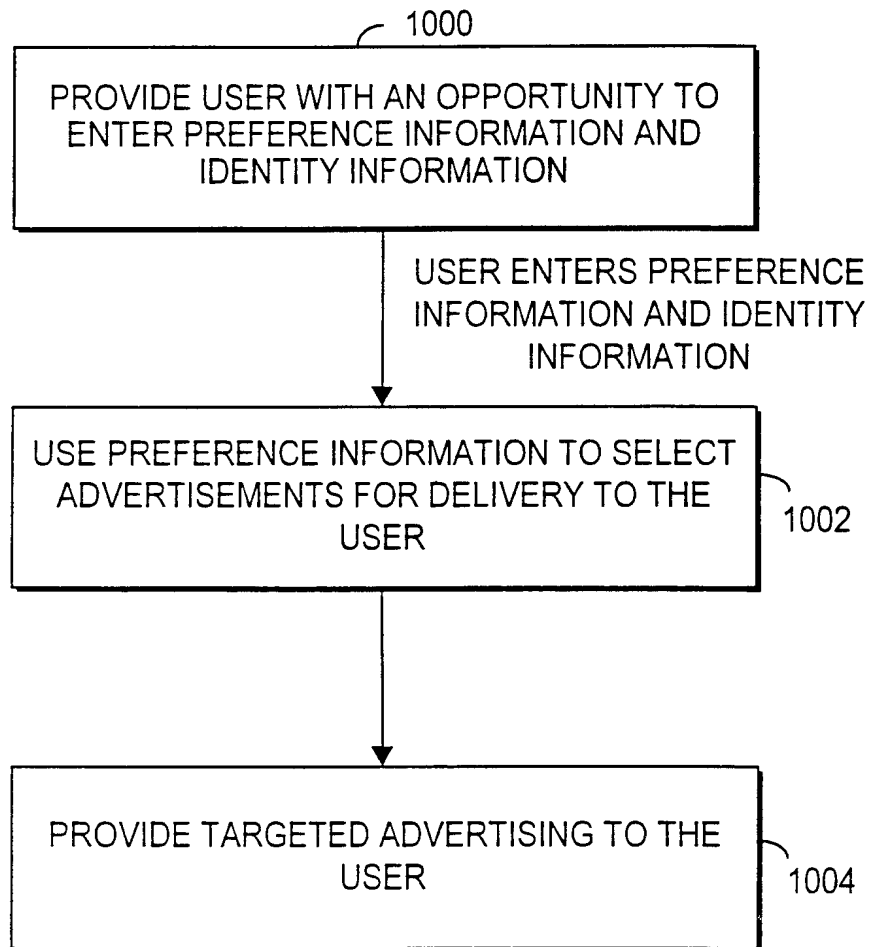 1000
PROVIDE USER WITH AN OPPORTUNITY TO
ENTER PREFERENCE INFORMATION AND
IDENTITY INFORMATION
USER ENTERS PREFERENCE
INFORMATION AND IDENTITY
INFORMATION
USE PREFERENCE INFORMATION TO SELECT
ADVERTISEMENTS FOR DELIVERY TO THE
USER
1002
PROVIDE TARGETED ADVERTISING TO THE
USER
1004